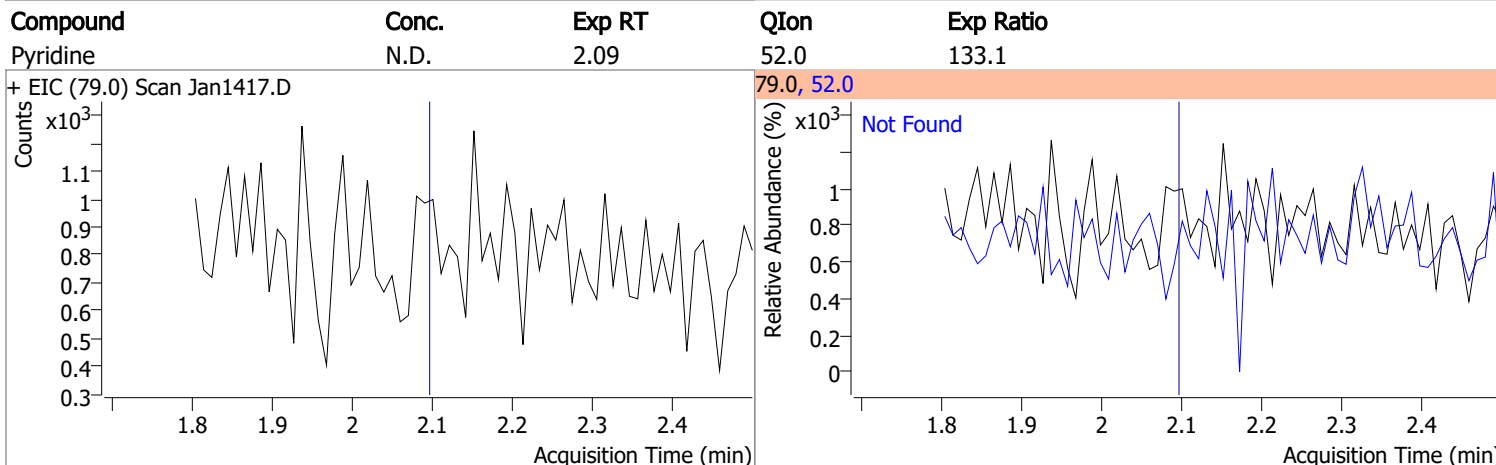 Compound Conc. Exp RT QIon Exp Ratio
Pyridine N.D. 2.09 52.0 133.1
+ EIC (79.0) Scan Jan1417.D
Counts
x10³
1.1
1
0.9
0.8
0.7
0.6
0.5
0.4
0.3
1.8 1.9 2 2.1 2.2 2.3 2.4
Acquisition Time (min)
79.0, 52.0
Relative Abundance (%)
x10³
Not Found
1
0.8
0.6
0.4
0.2
0
1.8 1.9 2 2.1 2.2 2.3 2.4
Acquisition Time (min)